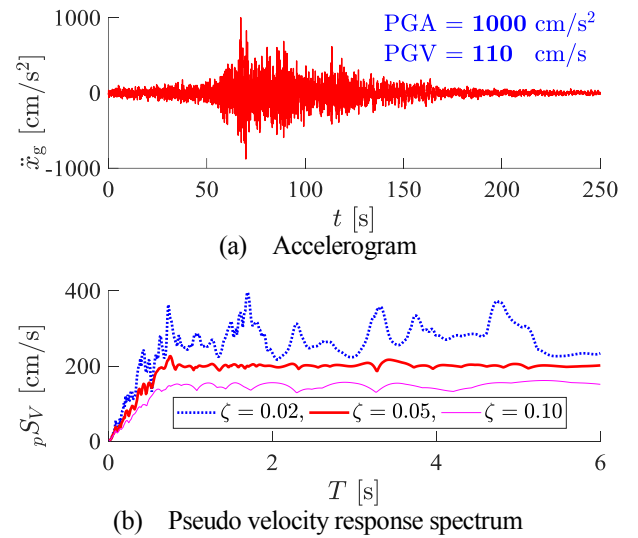 PGA = 1000 cm/s²
PGV = 110 cm/s
1000
0
-1000
ẍg [cm/s²]
0 50 100 150 200 250
t [s]
(a) Accelerogram
400
200
0
pSV [cm/s]
ζ = 0.02, ζ = 0.05, ζ = 0.10
0 2 4 6
T [s]
(b) Pseudo velocity response spectrum